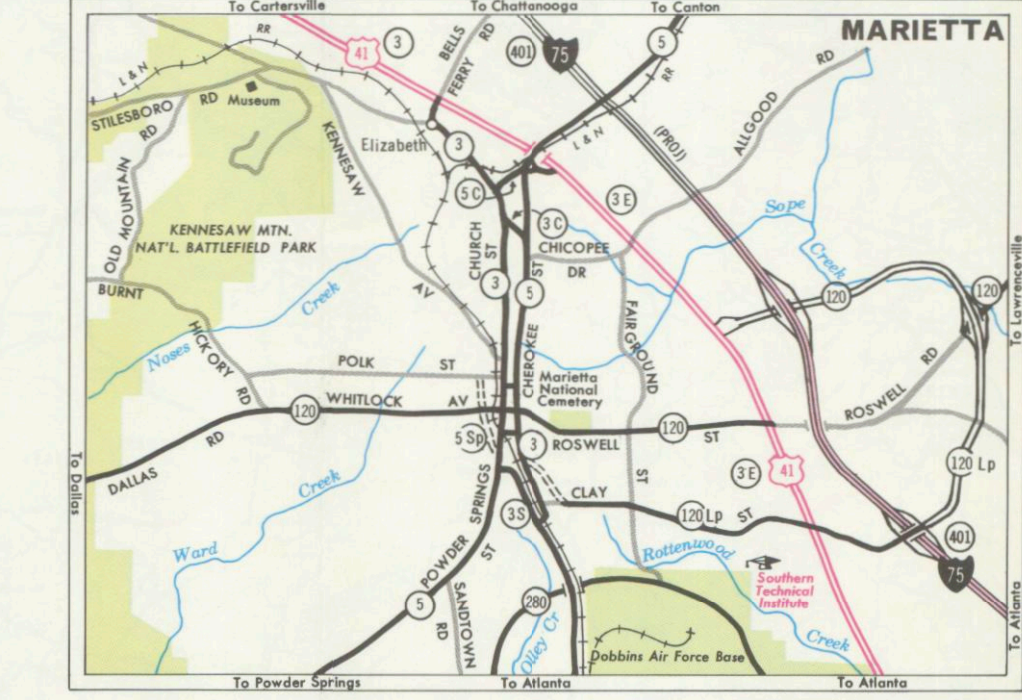 To Cartersville
To Chattanooga
To Canton
MARIETTA
RR
L & N
41
3
401
75
5
BELLS
FERRY RD
RR
ALLGOOD
RD
STILESBORO RD
Museum
Elizabeth
3
L & N
(PROJ)
OLD MOUNTAIN RD
KENNESAW
AV
5 C
3 E
3 C
KENNESAW MTN.
NAT'L. BATTLEFIELD PARK
CHURCH
ST
CHICOPEE
DR
Sope
Creek
BURNT
HICKORY
RD
Noses
Creek
3
5
ST
CHEROKEE
FAIRGROUND
ST
120
120
To Lawrenceville
POLK ST
Marietta
National
Cemetery
ROSWELL
RD
120
WHITLOCK AV
DALLAS
RD
To Dallas
5 Sp
3
ROSWELL
120
ST
3 E
41
120 Lp
CLAY
120 Lp
ST
3 S
Creek
Ward
POWDER
SPRINGS
ST
Rottenwood
Creek
401
75
Southern
Technical
Institute
5
SANDTOWN
RD
280
Olley Cr
Dobbins Air Force Base
To Atlanta
To Powder Springs
To Atlanta
To Atlanta